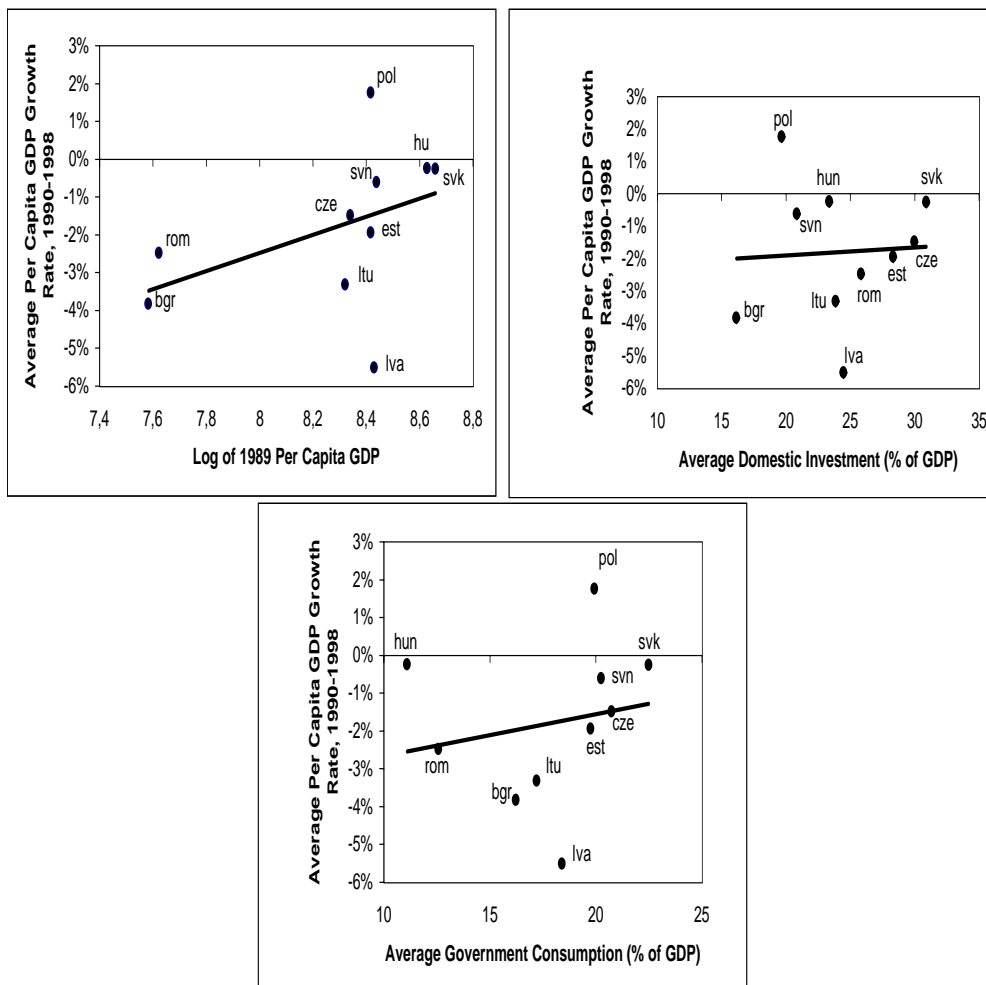 Average Per Capita GDP Growth
Rate, 1990-1998
3%
2%
1%
0%
-1%
-2%
-3%
-4%
-5%
-6%
pol
hu
svn
svk
cze
est
rom
ltu
bgr
lva
7,4
7,6
8
8,2
8,4
8,6
8,8
Log of 1989 Per Capita GDP
Average Per Capita GDP Growth
Rate, 1990-1998
3%
2%
1%
0%
-1%
-2%
-3%
-4%
-5%
-6%
pol
hun
svk
svn
cze
est
rom
ltu
bgr
lva
10
20
25
30
35
Average Domestic Investment (% of GDP)
Average Per Capita GDP Growth
Rate, 1990-1998
3%
2%
1%
0%
-1%
-2%
-3%
-4%
-5%
-6%
pol
hun
svk
svn
cze
est
rom
ltu
bgr
lva
10
15
20
25
Average Government Consumption (% of GDP)